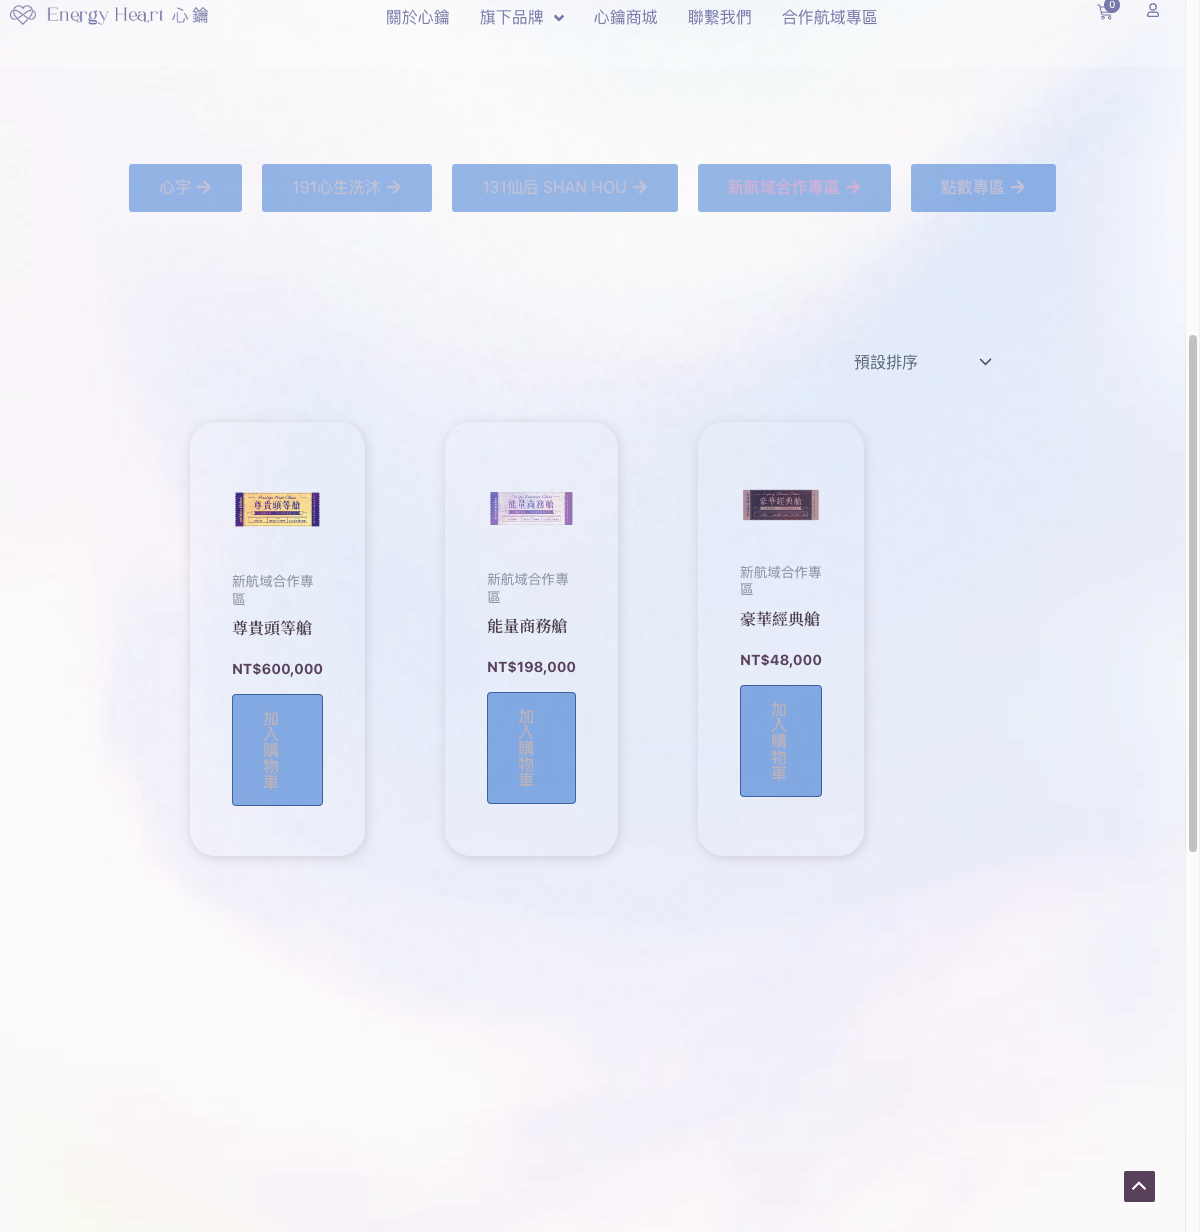 Energy Heart 心鑰
關於心鑰
旗下品牌
心鑰商城
聯繫我們
合作航域專區
0
心字
191心生洗沐
131仙后 SHAN HOU
新航域合作專區
點數專區
預設排序
尊貴頭等艙
新航域合作專
區
尊貴頭等艙
NT$600,000
加入購物車
能量商務艙
新航域合作專
區
能量商務艙
NT$198,000
加入購物車
豪華經典艙
新航域合作專
區
豪華經典艙
NT$48,000
加入購物車